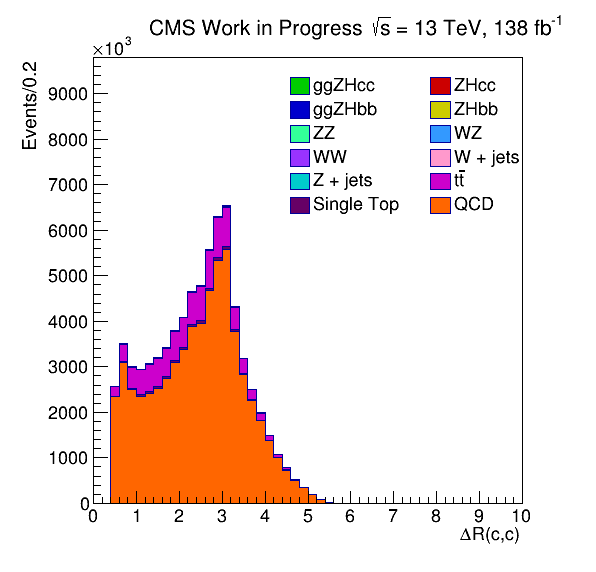 CMS Work in Progress √s = 13 TeV, 138 fb⁻¹
×10³
Events/0.2
9000
8000
7000
6000
5000
4000
3000
2000
1000
0
ggZHcc ZHcc
ggZHbb ZHbb
ZZ WZ
WW W + jets
Z + jets tt̄
Single Top QCD
0 1 2 3 4 5 6 7 8 9 10
ΔR(c,c)